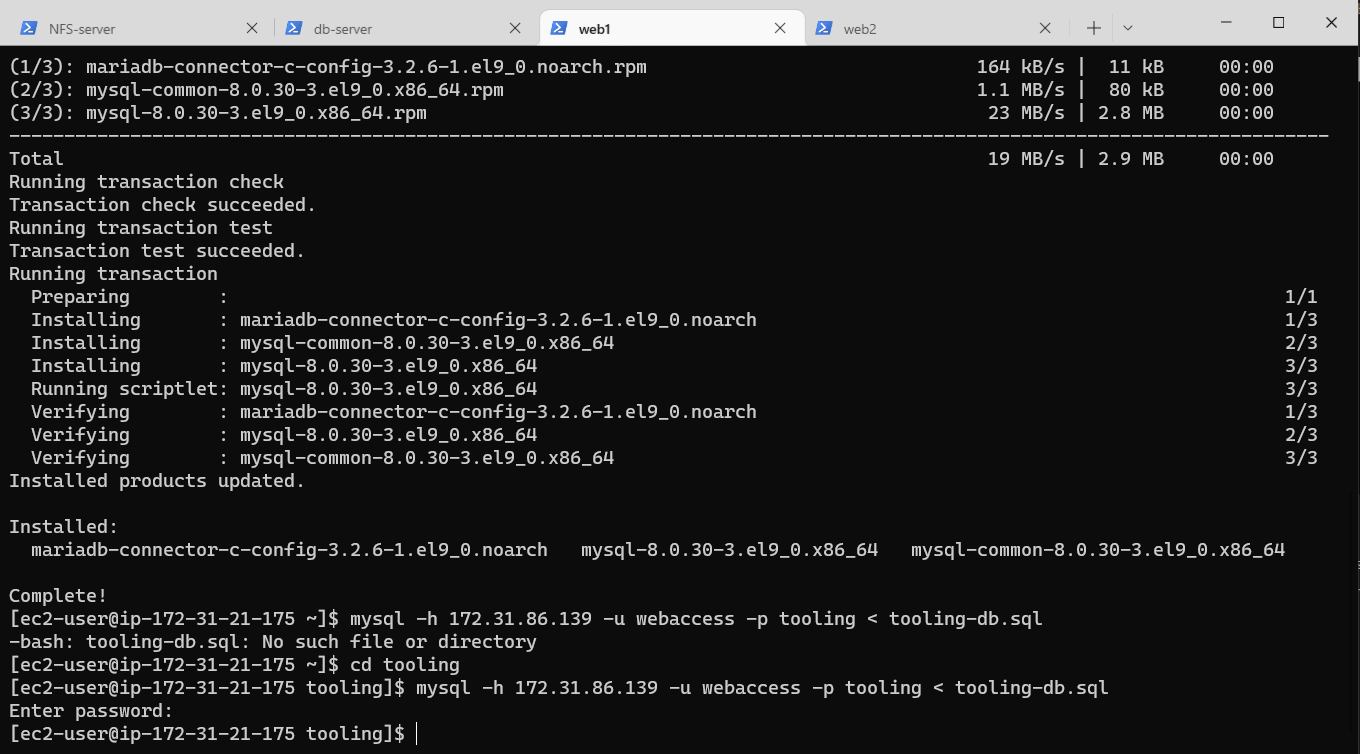 NFS-server db-server web1 web2
(1/3): mariadb-connector-c-config-3.2.6-1.el9_0.noarch.rpm 164 kB/s | 11 kB 00:00
(2/3): mysql-common-8.0.30-3.el9_0.x86_64.rpm 1.1 MB/s | 80 kB 00:00
(3/3): mysql-8.0.30-3.el9_0.x86_64.rpm 23 MB/s | 2.8 MB 00:00
--------------------------------------------------------------------------------
Total 19 MB/s | 2.9 MB 00:00
Running transaction check
Transaction check succeeded.
Running transaction test
Transaction test succeeded.
Running transaction
Preparing : 1/1
Installing : mariadb-connector-c-config-3.2.6-1.el9_0.noarch 1/3
Installing : mysql-common-8.0.30-3.el9_0.x86_64 2/3
Installing : mysql-8.0.30-3.el9_0.x86_64 3/3
Running scriptlet: mysql-8.0.30-3.el9_0.x86_64 3/3
Verifying : mariadb-connector-c-config-3.2.6-1.el9_0.noarch 1/3
Verifying : mysql-8.0.30-3.el9_0.x86_64 2/3
Verifying : mysql-common-8.0.30-3.el9_0.x86_64 3/3
Installed products updated.
Installed:
mariadb-connector-c-config-3.2.6-1.el9_0.noarch mysql-8.0.30-3.el9_0.x86_64 mysql-common-8.0.30-3.el9_0.x86_64
Complete!
[ec2-user@ip-172-31-21-175 ~]$ mysql -h 172.31.86.139 -u webaccess -p tooling < tooling-db.sql
-bash: tooling-db.sql: No such file or directory
[ec2-user@ip-172-31-21-175 ~]$ cd tooling
[ec2-user@ip-172-31-21-175 tooling]$ mysql -h 172.31.86.139 -u webaccess -p tooling < tooling-db.sql
Enter password:
[ec2-user@ip-172-31-21-175 tooling]$